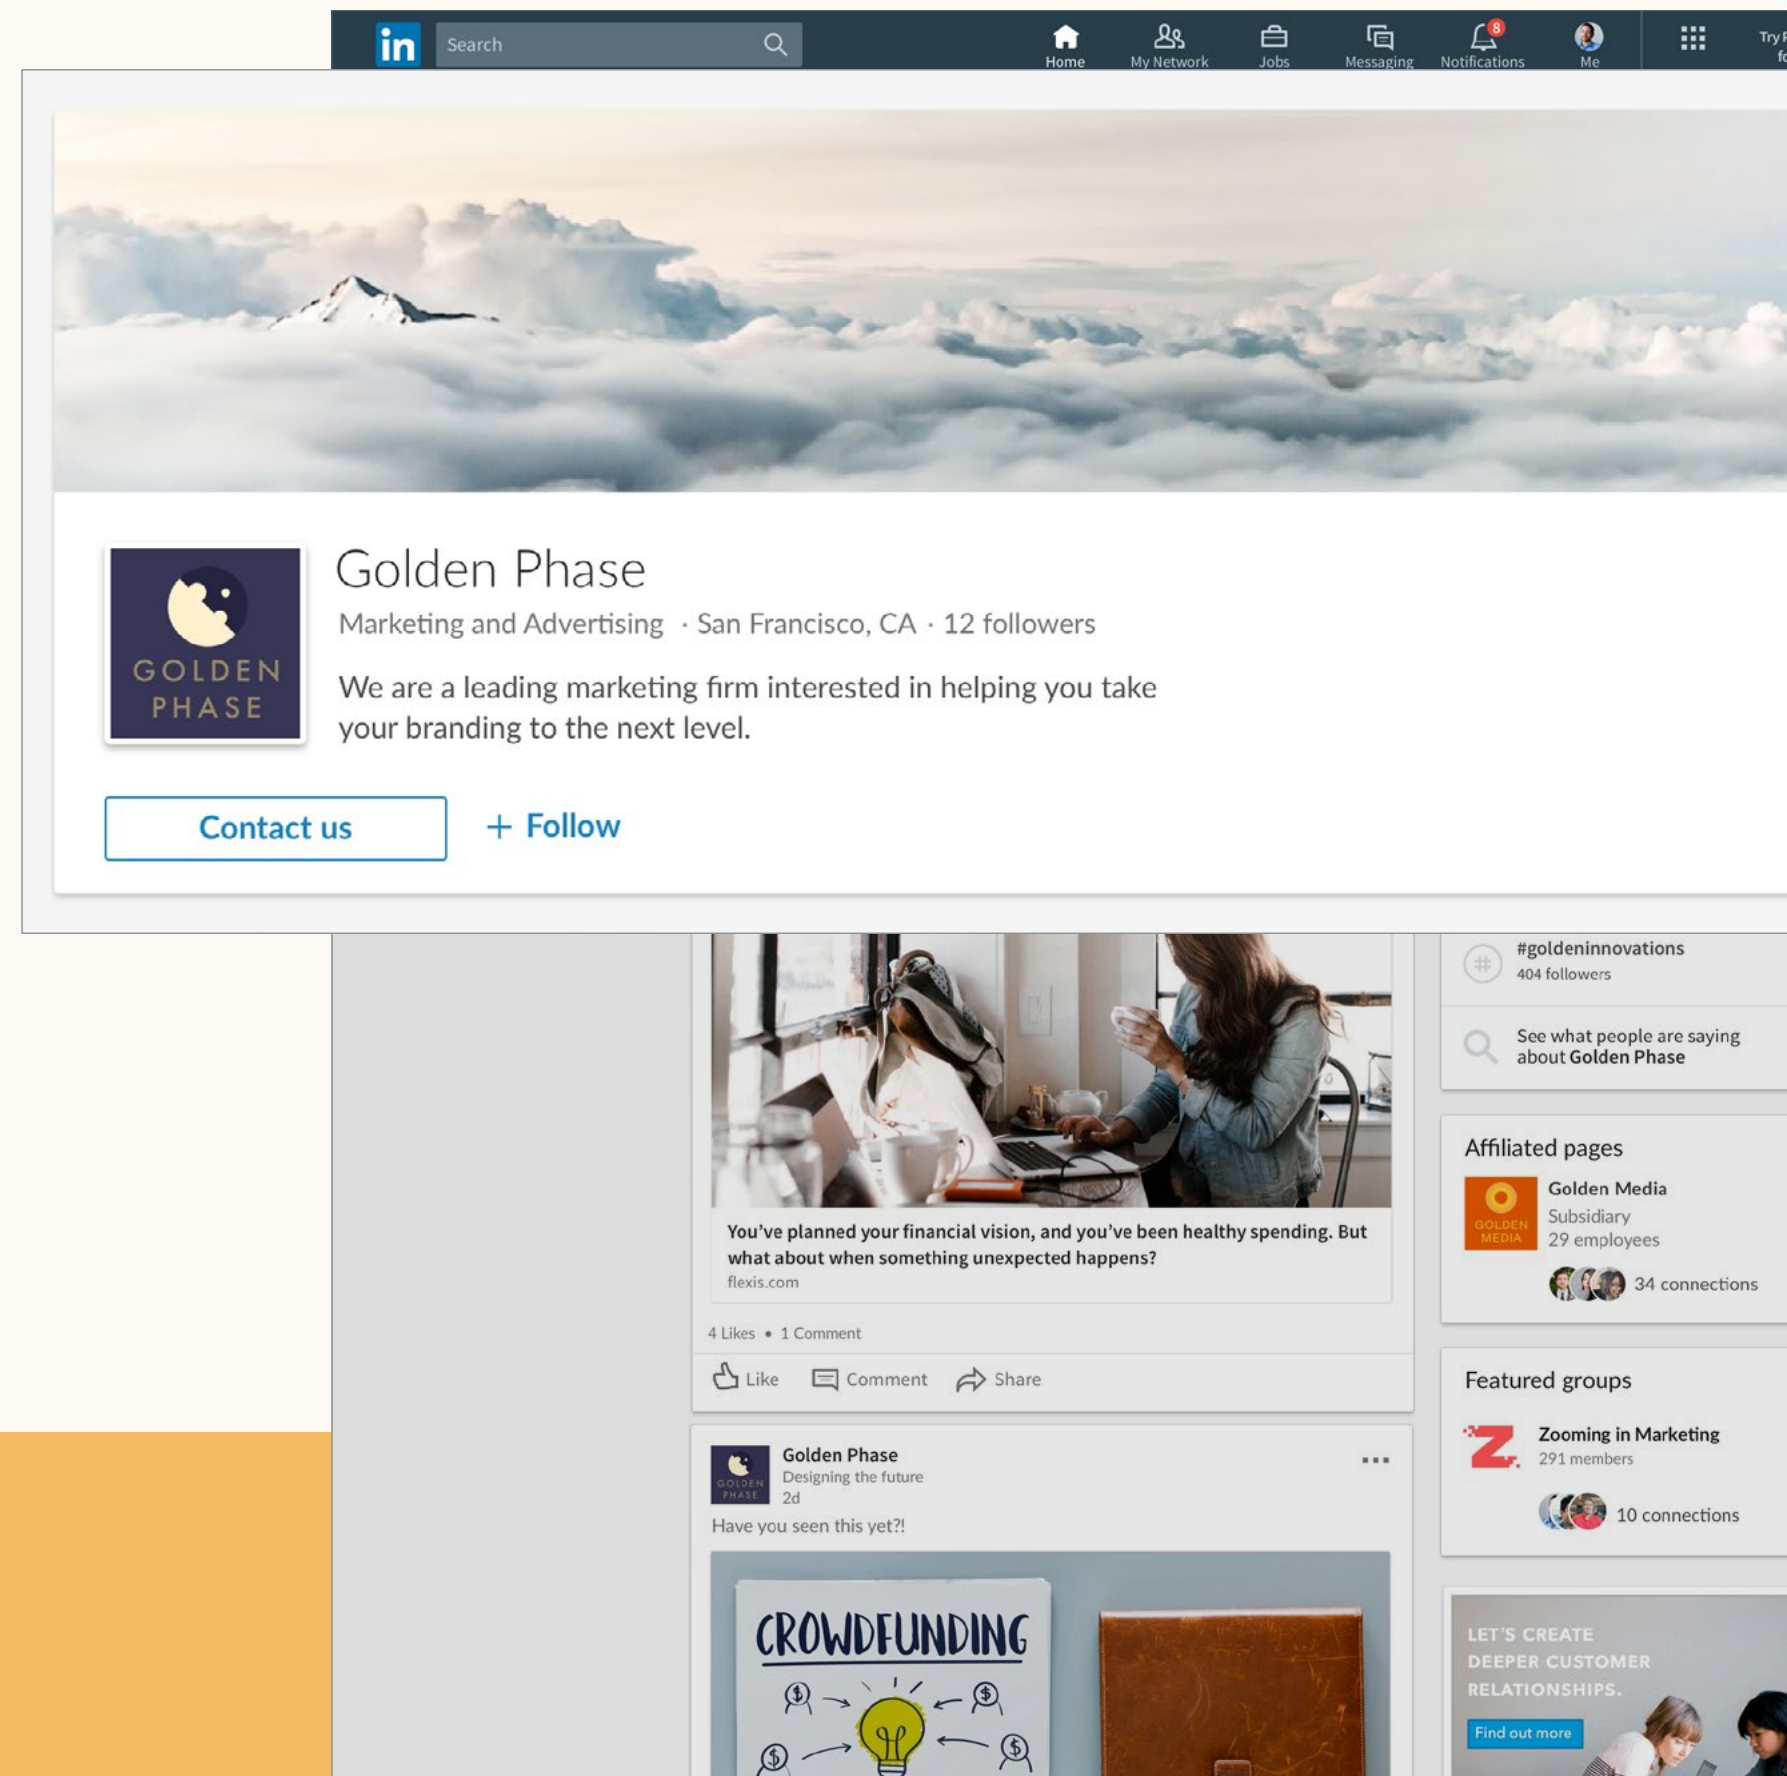 in
Search
Home
My Network
Jobs
Messaging
8
Notifications
Me
Try
Golden Phase
Marketing and Advertising · San Francisco, CA · 12 followers
GOLDEN
PHASE
We are a leading marketing firm interested in helping you take
your branding to the next level.
Contact us
+ Follow
You've planned your financial vision, and you've been healthy spending. But
what about when something unexpected happens?
flexis.com
4 Likes • 1 Comment
Like
Comment
Share
GOLDEN
PHASE
Golden Phase
Designing the future
2d
Have you seen this yet?!
CROWDFUNDING
$ $
$ $
#
#goldeninnovations
404 followers
See what people are saying
about Golden Phase
Affiliated pages
GOLDEN
MEDIA
Golden Media
Subsidiary
29 employees
34 connections
Featured groups
Z
Zooming in Marketing
291 members
10 connections
LET'S CREATE
DEEPER CUSTOMER
RELATIONSHIPS.
Find out more